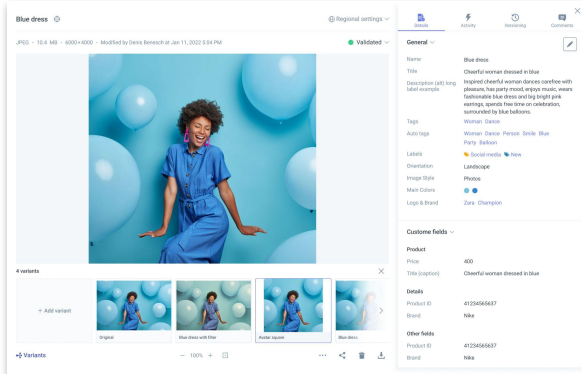 Blue dress
Regional settings
JPEG • 10.4 MB • 6000×4000 • Modified by Denis Benesch at Jan 11, 2022 5:04 PM
Validated
4 variants
+ Add variant
Original
Blue dress with filter
Avatar square
Blue dress
Variants
− 100% +
Details
Activity
Versioning
Comments
General
Name Blue dress
Title Cheerful woman dressed in blue
Description (alt) long label example
Inspired cheerful woman dances carefree with
pleasure, has party mood, enjoys music, wears
fashionable blue dress and big bright pink
earrings, spends free time on celebration,
surrounded by blue baloons.
Tags Woman Dance
Auto tags Woman Dance Person Smile Blue
Party Balloon
Labels Social media New
Orientation Landscape
Image Style Photos
Main Colors
Logo & Brand Zara Champion
Custome fields
Product
Price 400
Title (caption) Cheerful woman dressed in blue
Details
Product ID 41234565637
Brand Nike
Other fields
Product ID 41234565637
Brand Nike